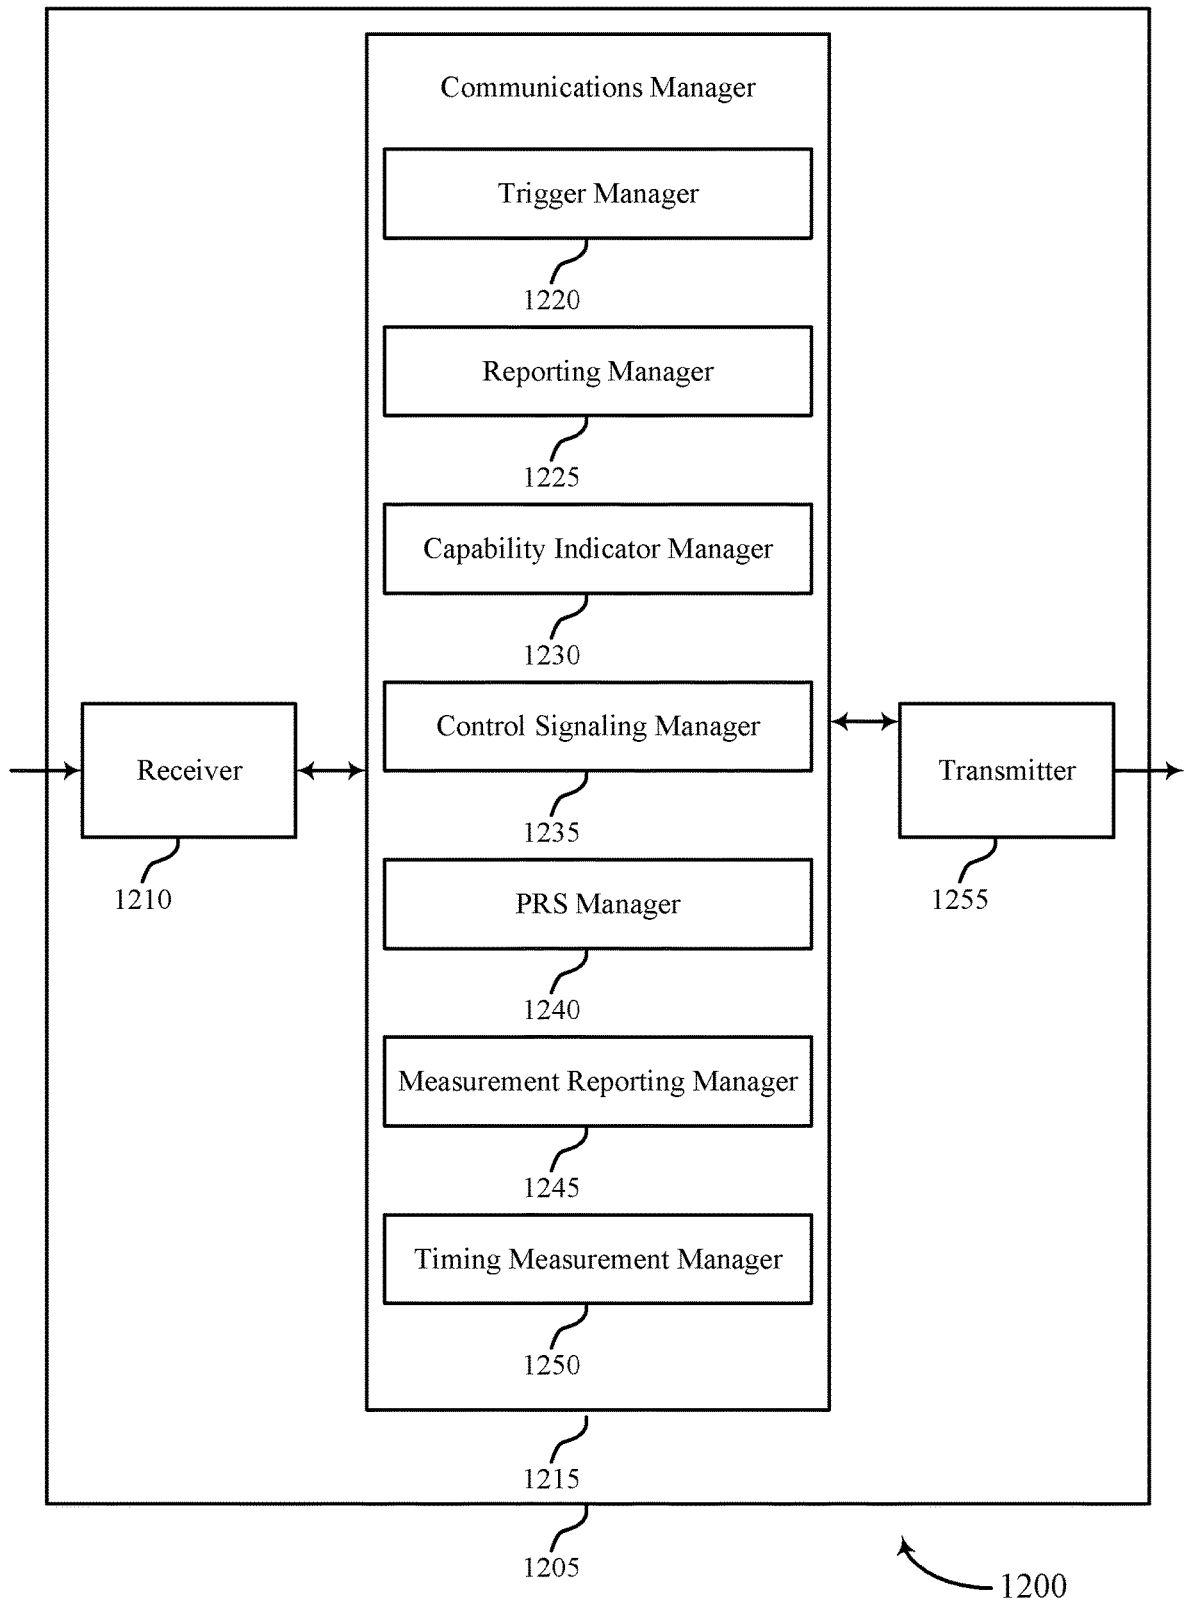 Communications Manager
Trigger Manager
1220
Reporting Manager
1225
Capability Indicator Manager
1230
Control Signaling Manager
1235
Receiver
1210
Transmitter
1255
PRS Manager
1240
Measurement Reporting Manager
1245
Timing Measurement Manager
1250
1215
1205
1200